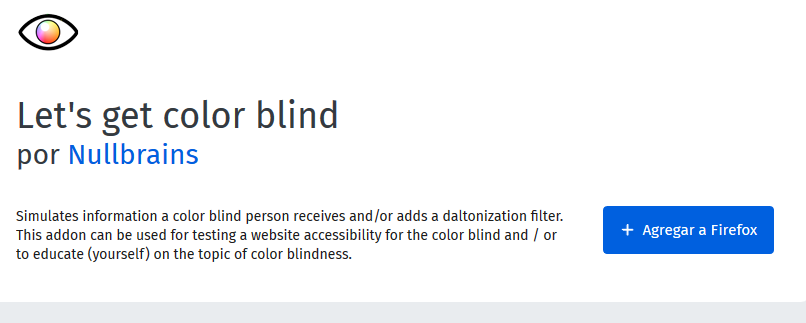 Let's get color blind
por Nullbrains
Simulates information a color blind person receives and/or adds a daltonization filter.
This addon can be used for testing a website accessibility for the color blind and / or
to educate (yourself) on the topic of color blindness.
+ Agregar a Firefox